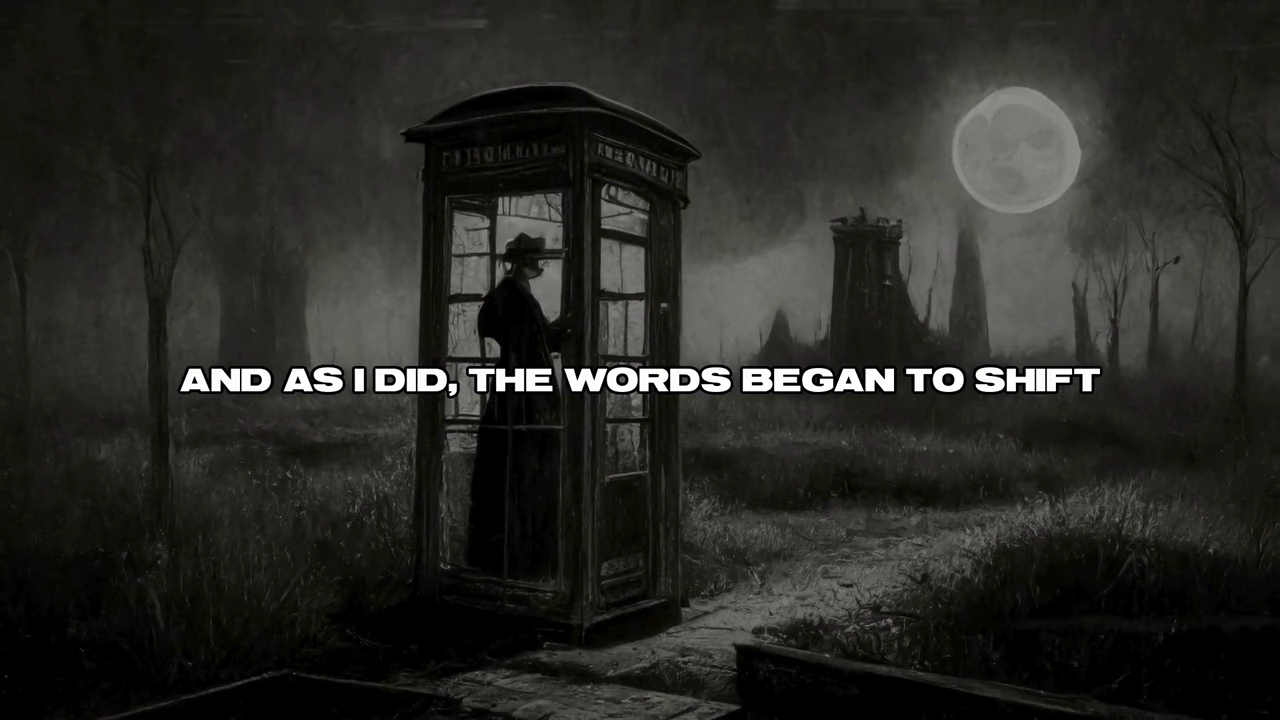 AND AS I DID, THE WORDS BEGAN TO SHIFT